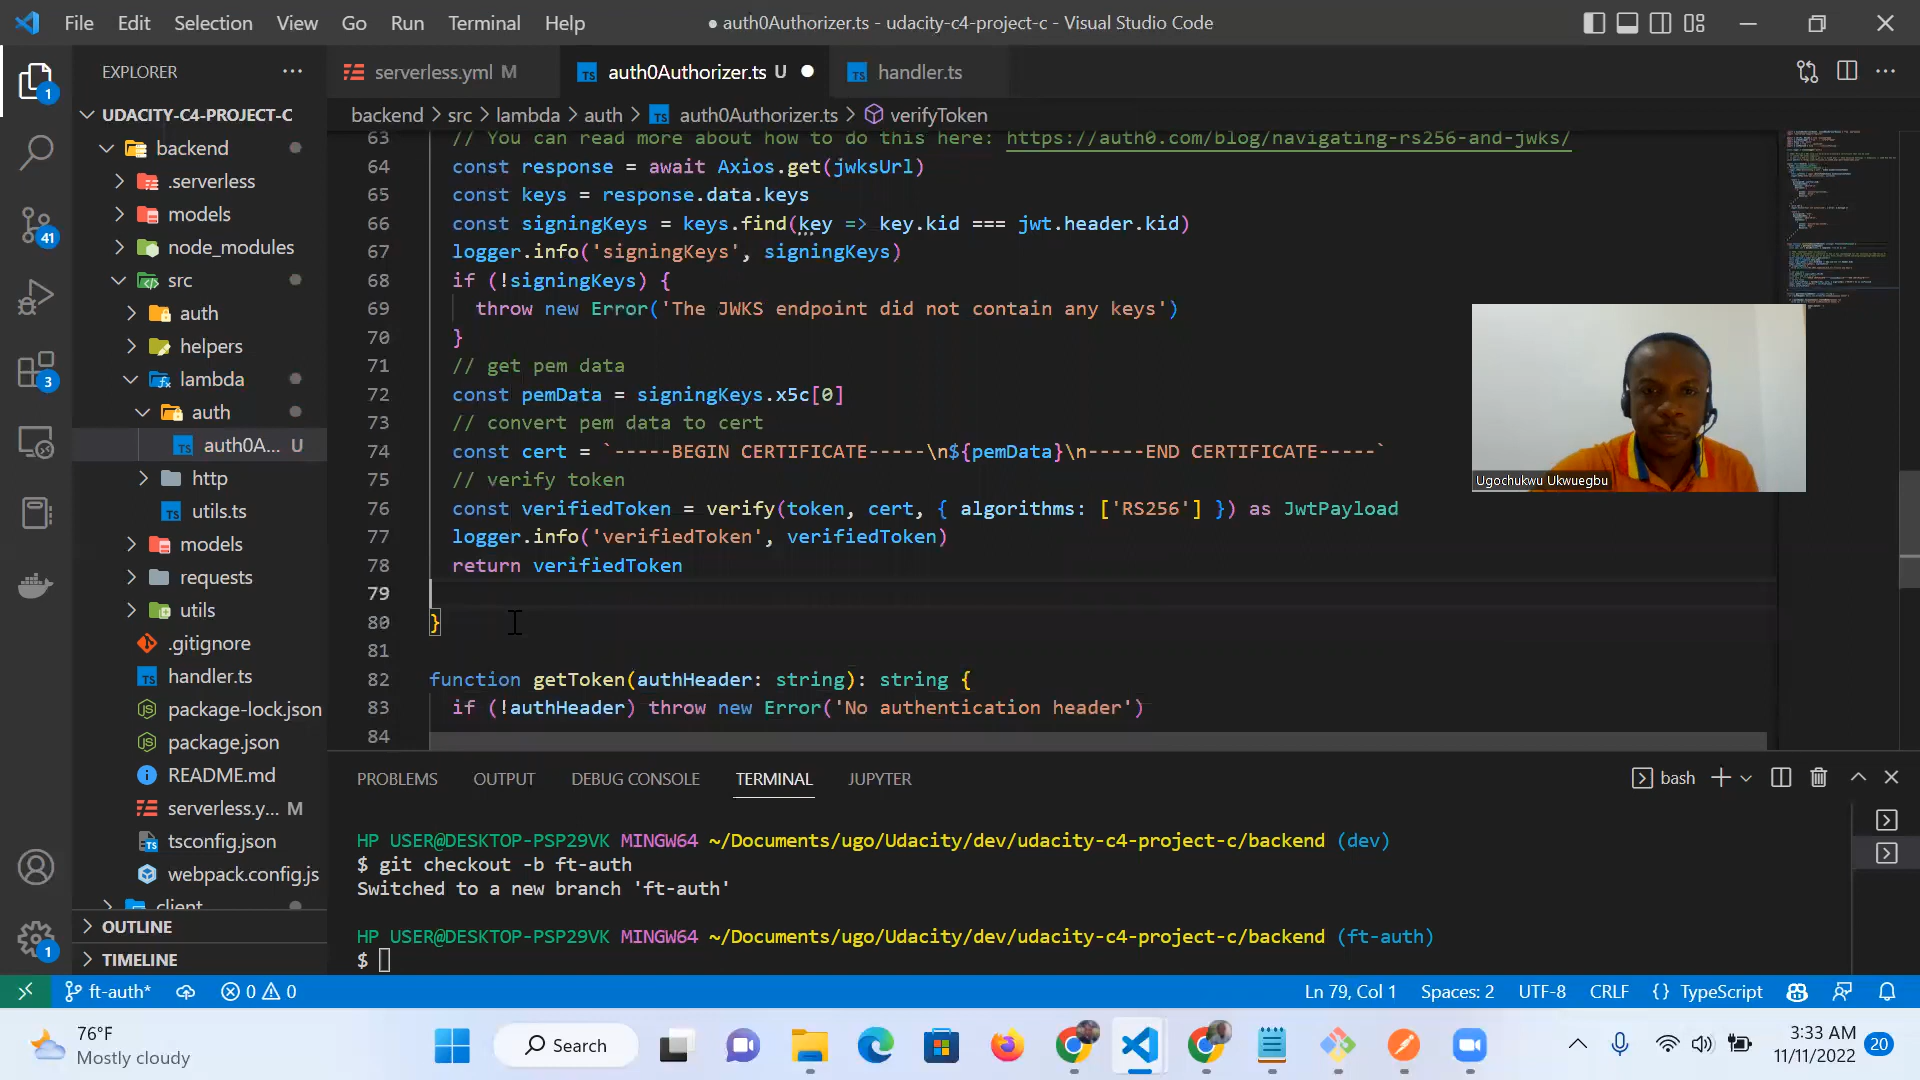 File Edit Selection View Go Run Terminal Help
● auth0Authorizer.ts - udacity-c4-project-c - Visual Studio Code
EXPLORER
serverless.yml M
auth0Authorizer.ts U
handler.ts
backend > src > lambda > auth > auth0Authorizer.ts > verifyToken
UDACITY-C4-PROJECT-C
backend
.serverless
models
node_modules
src
auth
helpers
lambda
auth
auth0A... U
http
utils.ts
models
requests
utils
.gitignore
handler.ts
package-lock.json
package.json
README.md
serverless.y... M
tsconfig.json
webpack.config.js
client
OUTLINE
TIMELINE
1
41
3
1
63 // You can read more about how to do this here: https://auth0.com/blog/navigating-rs256-and-jwks/
64 const response = await Axios.get(jwksUrl)
65 const keys = response.data.keys
66 const signingKeys = keys.find(key => key.kid === jwt.header.kid)
67 logger.info('signingKeys', signingKeys)
68 if (!signingKeys) {
69 throw new Error('The JWKS endpoint did not contain any keys')
70 }
71 // get pem data
72 const pemData = signingKeys.x5c[0]
73 // convert pem data to cert
74 const cert = `-----BEGIN CERTIFICATE-----\n${pemData}\n-----END CERTIFICATE-----`
75 // verify token
76 const verifiedToken = verify(token, cert, { algorithms: ['RS256'] }) as JwtPayload
77 logger.info('verifiedToken', verifiedToken)
78 return verifiedToken
79
80 }
81
82 function getToken(authHeader: string): string {
83 if (!authHeader) throw new Error('No authentication header')
84
Ugochukwu Ukwuegbu
PROBLEMS OUTPUT DEBUG CONSOLE TERMINAL JUPYTER
bash
HP USER@DESKTOP-PSP29VK MINGW64 ~/Documents/ugo/Udacity/dev/udacity-c4-project-c/backend (dev)
$ git checkout -b ft-auth
Switched to a new branch 'ft-auth'
HP USER@DESKTOP-PSP29VK MINGW64 ~/Documents/ugo/Udacity/dev/udacity-c4-project-c/backend (ft-auth)
$
ft-auth* 0 0 Ln 79, Col 1 Spaces: 2 UTF-8 CRLF {} TypeScript
76°F
Mostly cloudy
Search
3:33 AM
11/11/2022
20